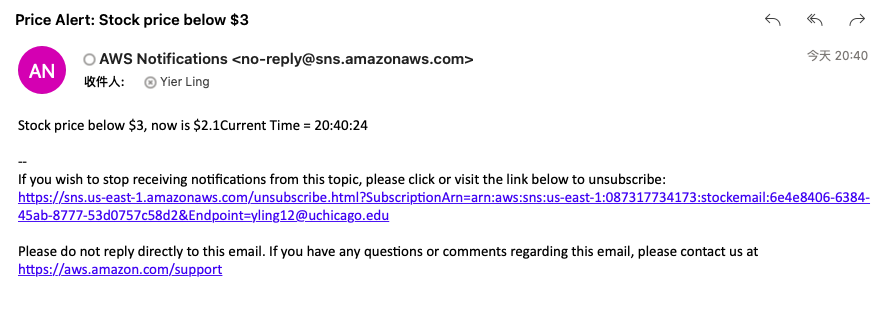 Price Alert: Stock price below $3
AN
AWS Notifications <no-reply@sns.amazonaws.com>
今天 20:40
收件人: Yier Ling
Stock price below $3, now is $2.1Current Time = 20:40:24
--
If you wish to stop receiving notifications from this topic, please click or visit the link below to unsubscribe:
https://sns.us-east-1.amazonaws.com/unsubscribe.html?SubscriptionArn=arn:aws:sns:us-east-1:087317734173:stockemail:6e4e8406-6384-
45ab-8777-53d0757c58d2&Endpoint=yling12@uchicago.edu
Please do not reply directly to this email. If you have any questions or comments regarding this email, please contact us at
https://aws.amazon.com/support